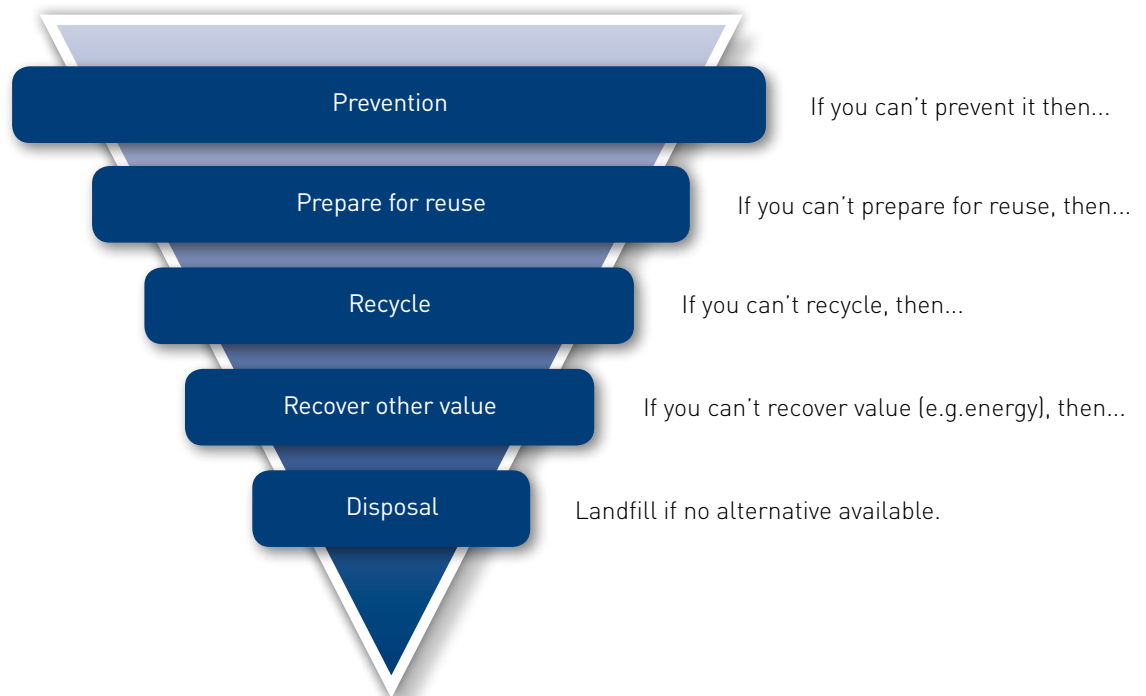 Prevention
If you can’t prevent it then...
Prepare for reuse
If you can’t prepare for reuse, then...
Recycle
If you can’t recycle, then...
Recover other value
If you can’t recover value (e.g.energy), then...
Disposal
Landfill if no alternative available.